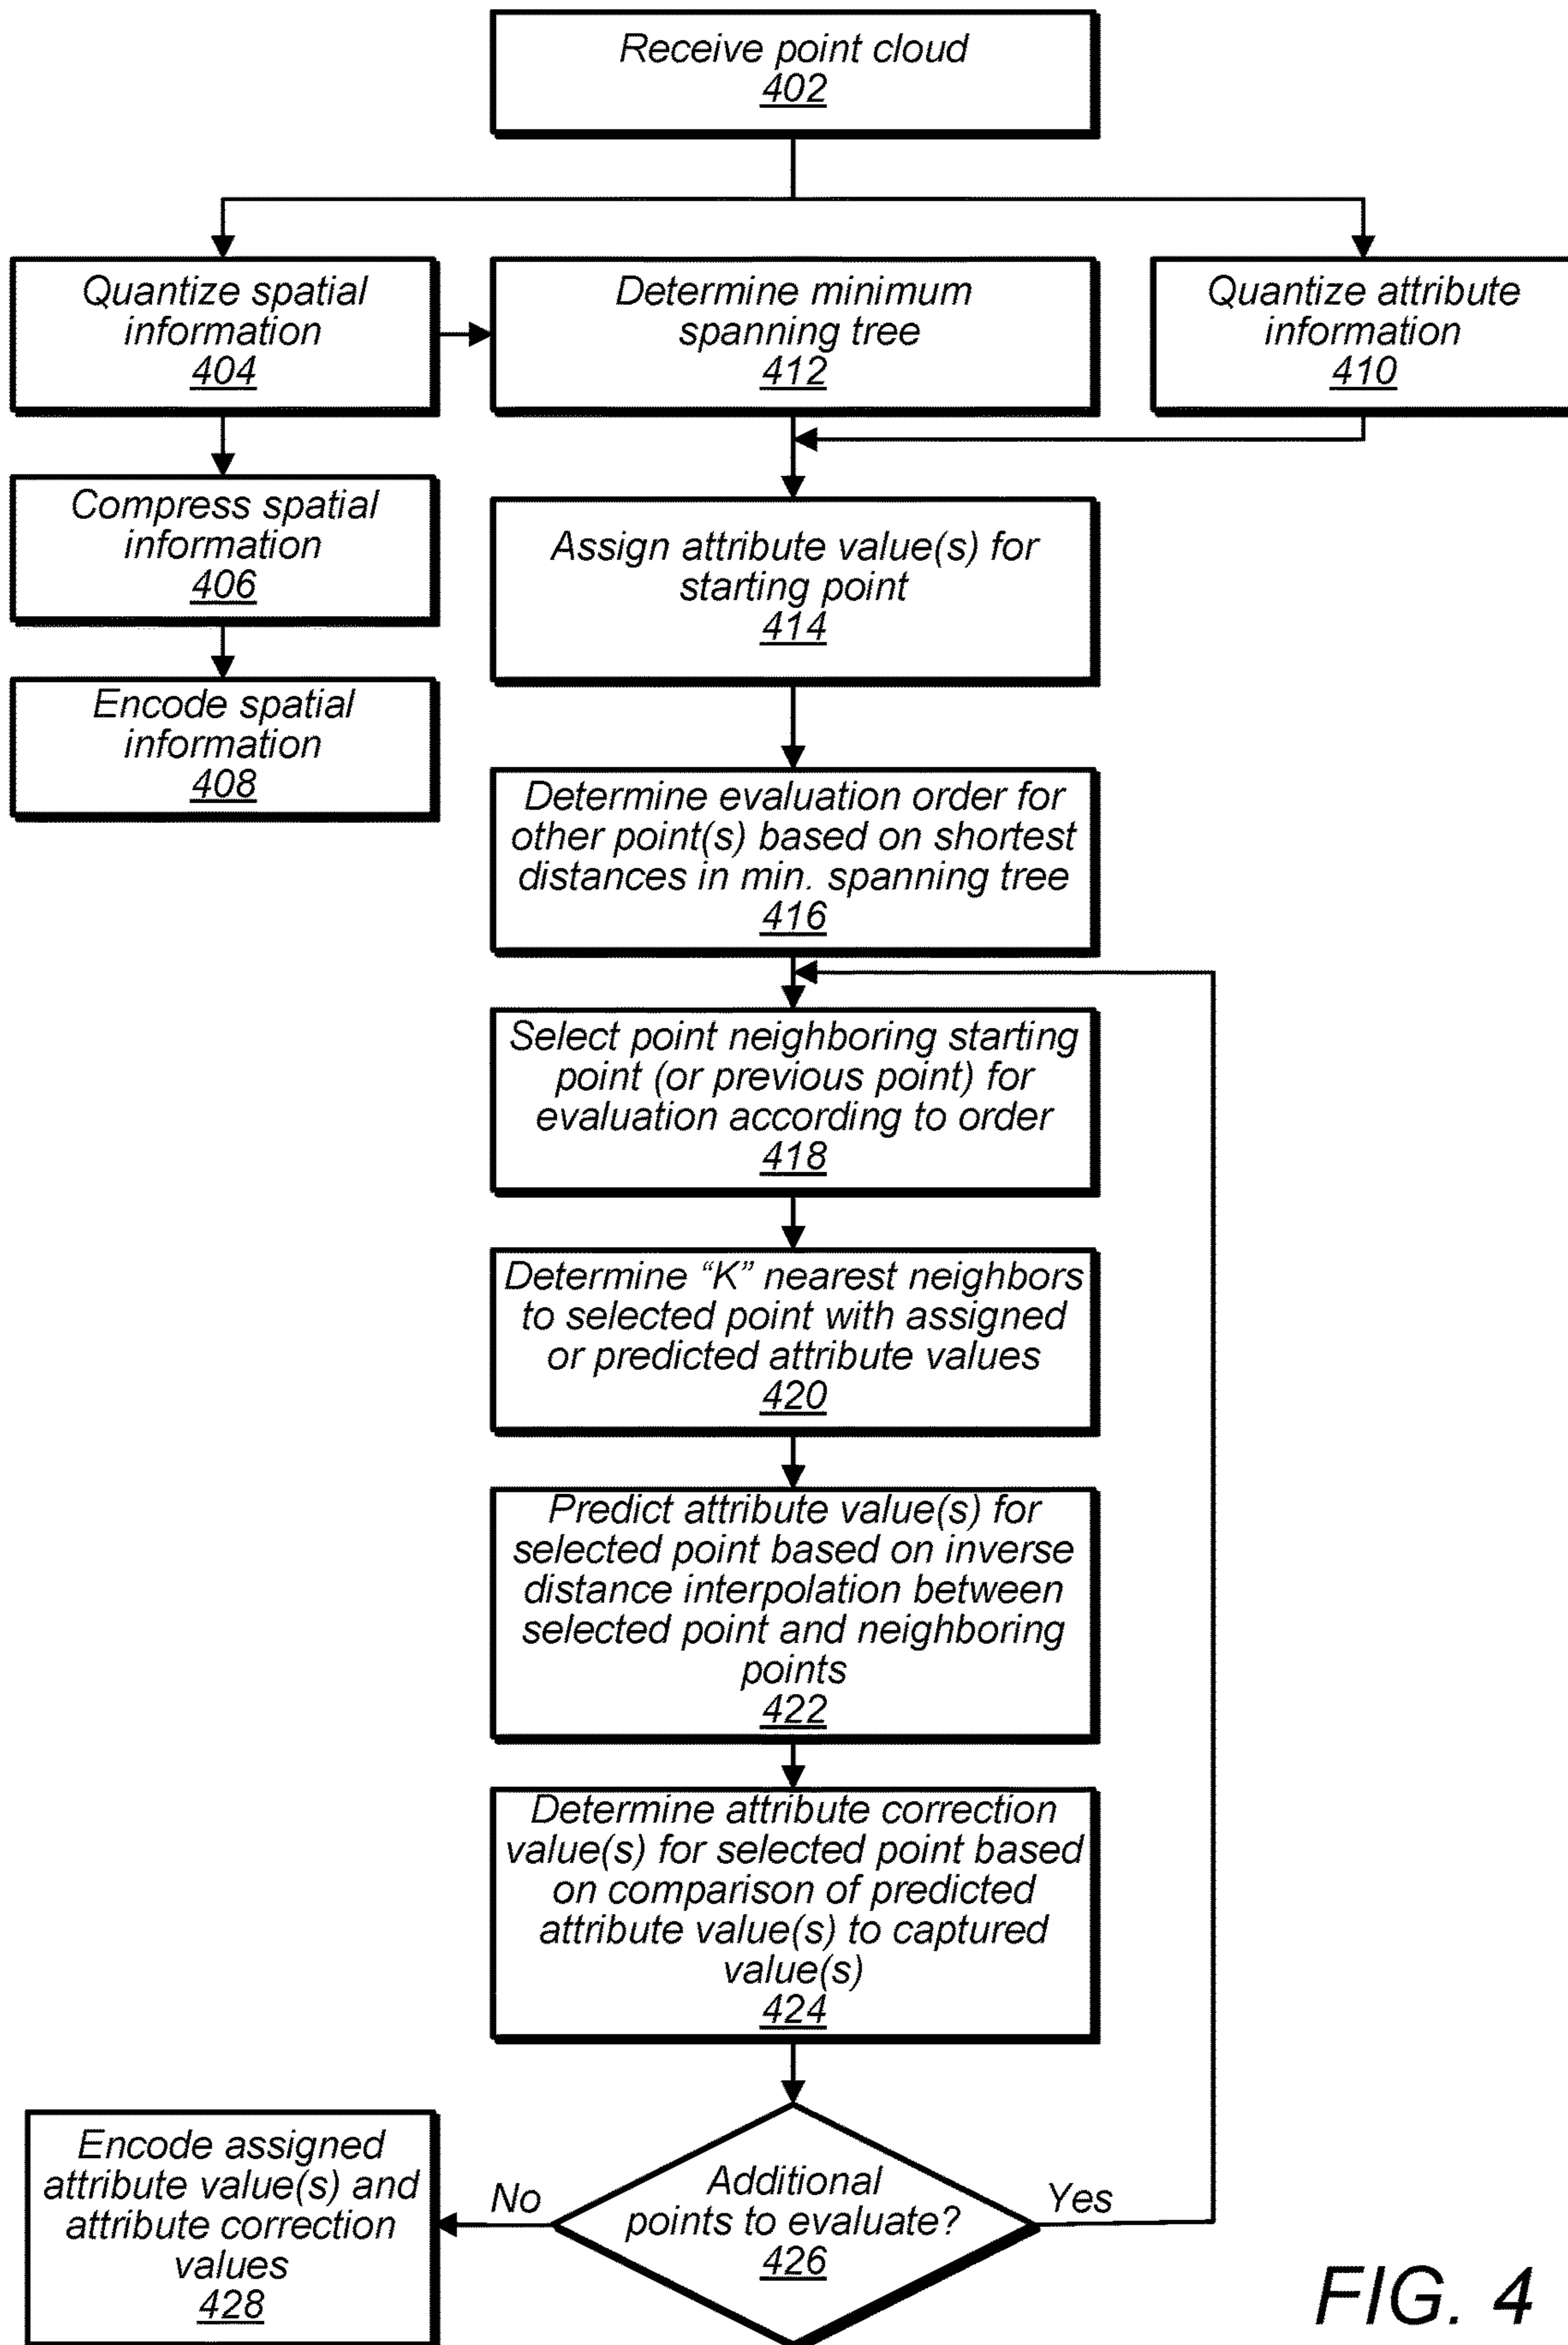 Receive point cloud
402
Quantize spatial
information
404
Determine minimum
spanning tree
412
Quantize attribute
information
410
Compress spatial
information
406
Encode spatial
information
408
Assign attribute value(s) for
starting point
414
Determine evaluation order for
other point(s) based on shortest
distances in min. spanning tree
416
Select point neighboring starting
point (or previous point) for
evaluation according to order
418
Determine “K” nearest neighbors
to selected point with assigned
or predicted attribute values
420
Predict attribute value(s) for
selected point based on inverse
distance interpolation between
selected point and neighboring
points
422
Determine attribute correction
value(s) for selected point based
on comparison of predicted
attribute value(s) to captured
value(s)
424
Additional
points to evaluate?
426
Yes
No
Encode assigned
attribute value(s) and
attribute correction
values
428
FIG. 4